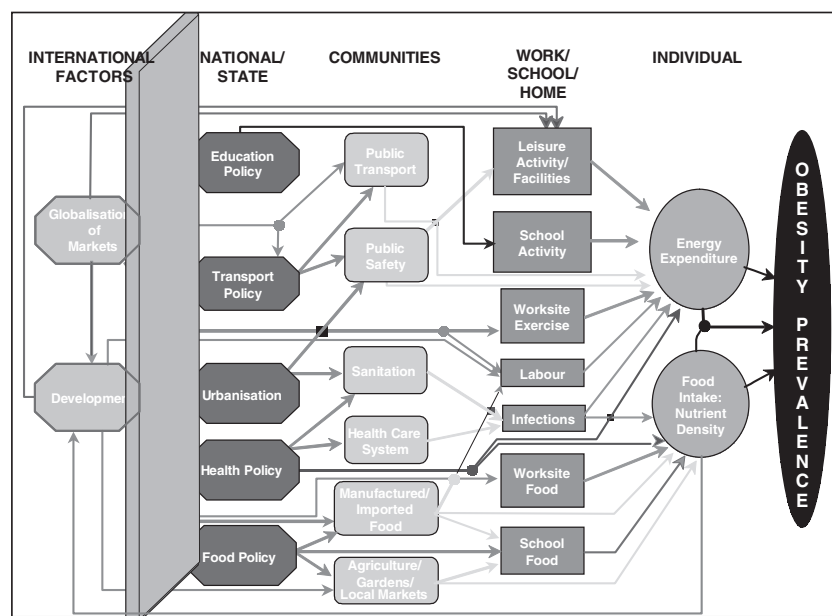 INTERNATIONAL
FACTORS
NATIONAL/
STATE
COMMUNITIES
WORK/
SCHOOL/
HOME
INDIVIDUAL
Globalisation
of
Markets
Development
Education
Policy
Transport
Policy
Urbanisation
Health Policy
Food Policy
Public
Transport
Public
Safety
Sanitation
Health Care
System
Manufactured/
Imported
Food
Agriculture/
Gardens/
Local Markets
Leisure
Activity/
Facilities
School
Activity
Worksite
Exercise
Labour
Infections
Worksite
Food
School
Food
Energy
Expenditure
Food
Intake:
Nutrient
Density
OBESITY PREVALENCE